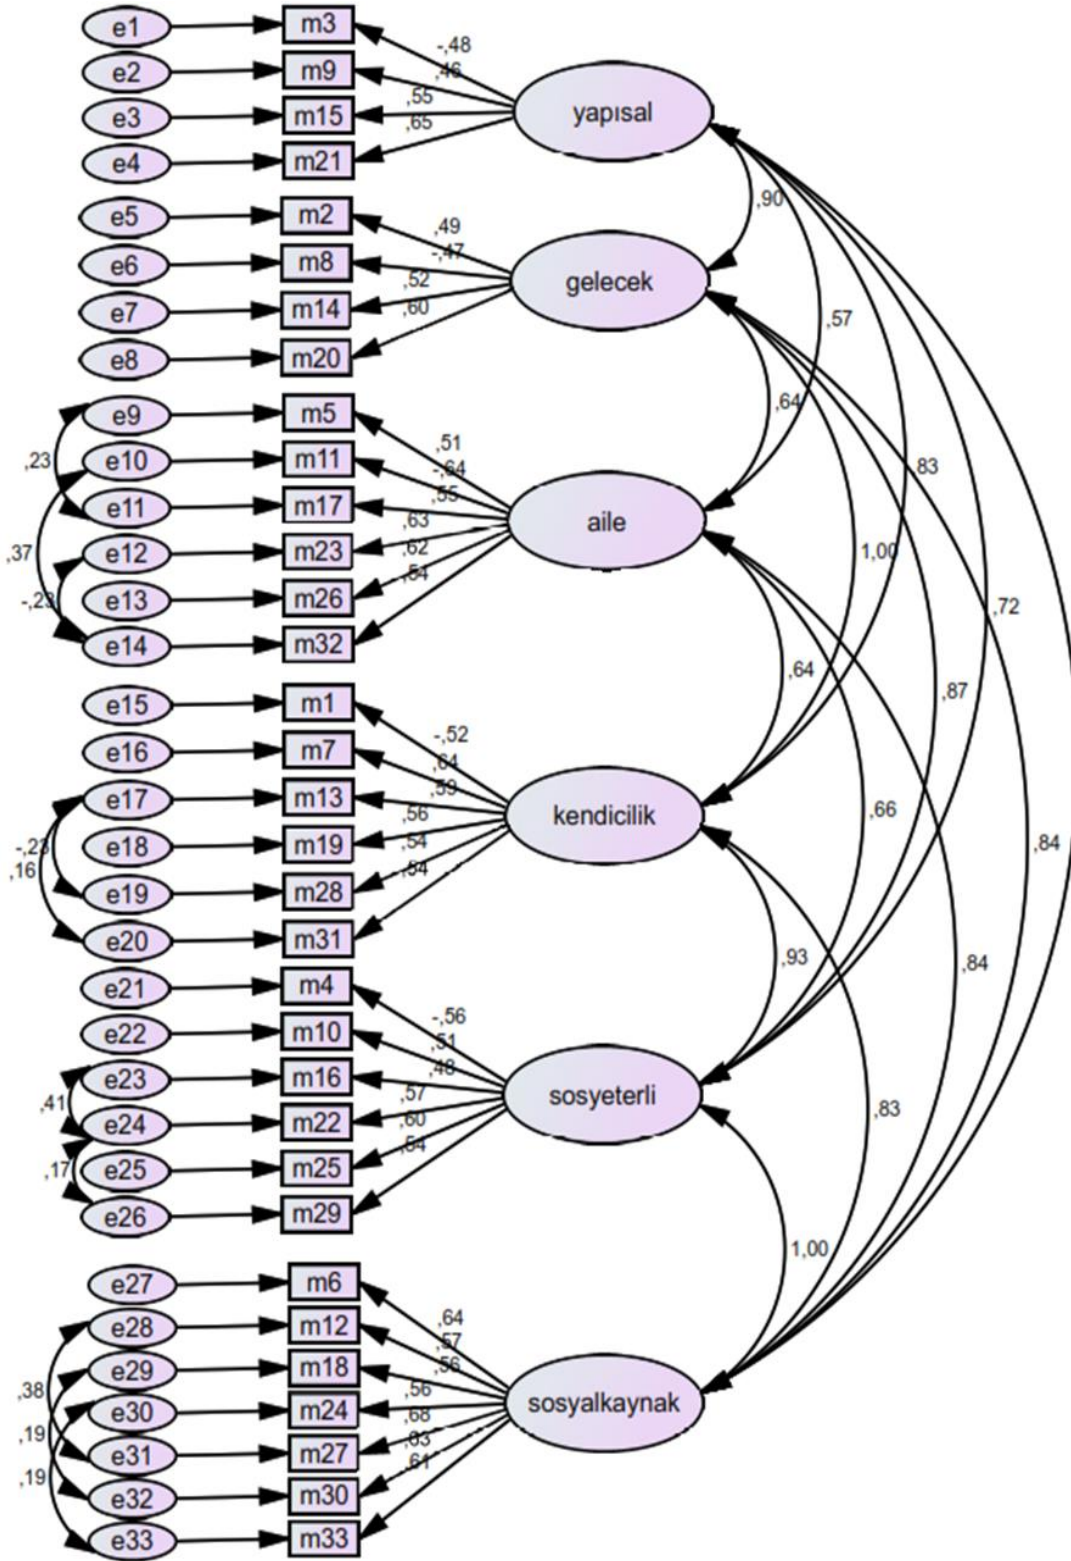 e1 m3
e2 m9
e3 m15
e4 m21
-,48
,46
,55
,65
yapısal
e5 m2
e6 m8
e7 m14
e8 m20
,49
-,47
,52
,60
gelecek
e9 m5
e10 m11
e11 m17
e12 m23
e13 m26
e14 m32
,23
,37
-,23
,51
-,64
,55
,63
,62
,54
aile
e15 m1
e16 m7
e17 m13
e18 m19
e19 m28
e20 m31
-,23
,16
-,52
,64
,59
,56
,54
kendicilik
e21 m4
e22 m10
e23 m16
e24 m22
e25 m25
e26 m29
,41
,17
-,56
,51
,48
,57
,60
,54
sosyeterli
e27 m6
e28 m12
e29 m18
e30 m24
e31 m27
e32 m30
e33 m33
,38
,19
,19
,64
,57
,56
,56
,68
,61
sosyalkaynak
,90
,57
,64
,83
1,00
,72
,64
,87
,66
,84
,93
,84
,83
1,00